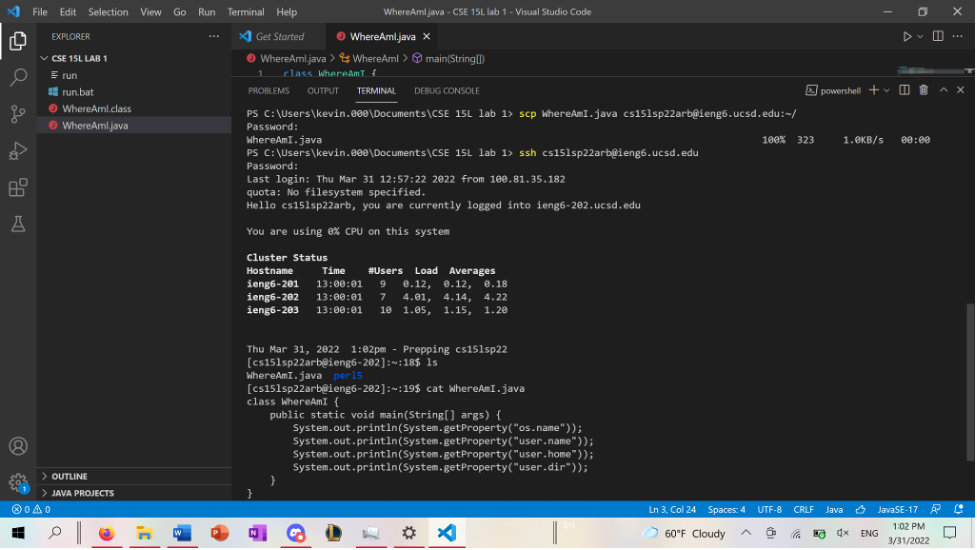 File Edit Selection View Go Run Terminal Help WhereAmI.java - CSE 15L lab 1 - Visual Studio Code
EXPLORER
Get Started WhereAmI.java
CSE 15L LAB 1
run
run.bat
WhereAmI.class
WhereAmI.java
WhereAmI.java > WhereAmI > main(String[])
1 class WhereAmI {
PROBLEMS OUTPUT TERMINAL DEBUG CONSOLE powershell
PS C:\Users\kevin.000\Documents\CSE 15L lab 1> scp WhereAmI.java cs15lsp22arb@ieng6.ucsd.edu:~/
Password:
WhereAmI.java 100% 323 1.0KB/s 00:00
PS C:\Users\kevin.000\Documents\CSE 15L lab 1> ssh cs15lsp22arb@ieng6.ucsd.edu
Password:
Last login: Thu Mar 31 12:57:22 2022 from 100.81.35.182
quota: No filesystem specified.
Hello cs15lsp22arb, you are currently logged into ieng6-202.ucsd.edu
You are using 0% CPU on this system
Cluster Status
Hostname Time #Users Load Averages
ieng6-201 13:00:01 9 0.12, 0.12, 0.18
ieng6-202 13:00:01 7 4.01, 4.14, 4.22
ieng6-203 13:00:01 10 1.05, 1.15, 1.20
Thu Mar 31, 2022 1:02pm - Prepping cs15lsp22
[cs15lsp22arb@ieng6-202]:~:18$ ls
WhereAmI.java perl5
[cs15lsp22arb@ieng6-202]:~:19$ cat WhereAmI.java
class WhereAmI {
public static void main(String[] args) {
System.out.println(System.getProperty("os.name"));
System.out.println(System.getProperty("user.name"));
System.out.println(System.getProperty("user.home"));
System.out.println(System.getProperty("user.dir"));
}
}
OUTLINE
JAVA PROJECTS
1
0 0 Ln 3, Col 24 Spaces: 4 UTF-8 CRLF Java JavaSE-17
60°F Cloudy ENG 1:02 PM
3/31/2022